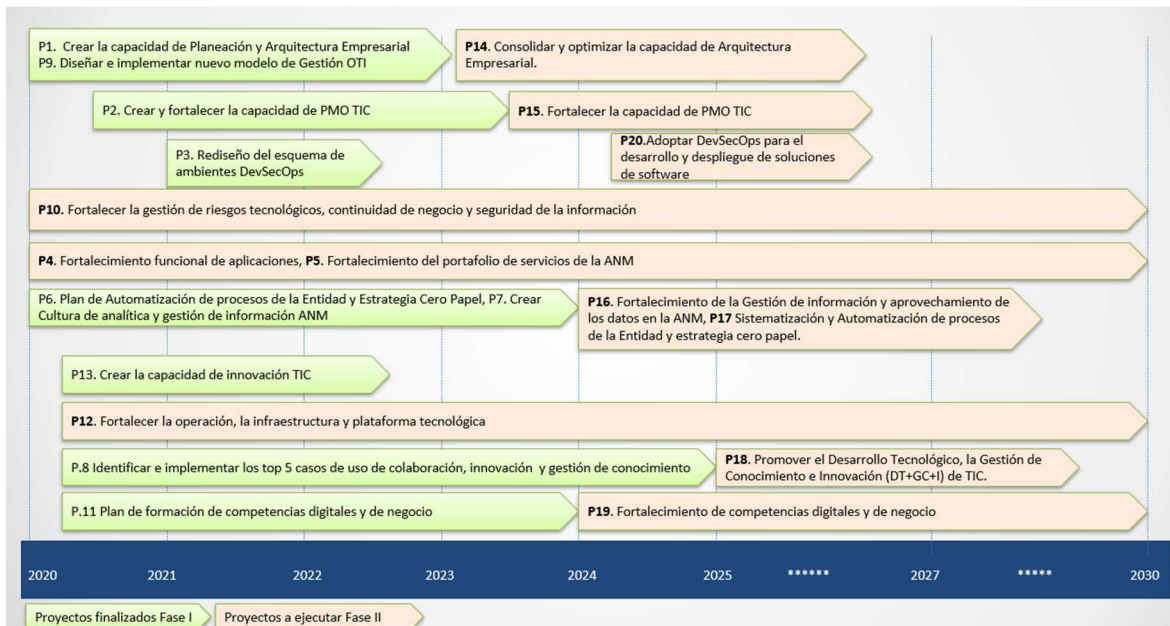 P1. Crear la capacidad de Planeación y Arquitectura Empresarial
P9. Diseñar e implementar nuevo modelo de Gestión OTI
P14. Consolidar y optimizar la capacidad de Arquitectura
Empresarial.
P2. Crear y fortalecer la capacidad de PMO TIC
P15. Fortalecer la capacidad de PMO TIC
P3. Rediseño del esquema de
ambientes DevSecOps
P20.Adoptar DevSecOps para el
desarrollo y despliegue de soluciones
de software
P10. Fortalecer la gestión de riesgos tecnológicos, continuidad de negocio y seguridad de la información
P4. Fortalecimiento funcional de aplicaciones, P5. Fortalecimiento del portafolio de servicios de la ANM
P6. Plan de Automatización de procesos de la Entidad y Estrategia Cero Papel, P7. Crear
Cultura de analítica y gestión de información ANM
P16. Fortalecimiento de la Gestión de información y aprovechamiento de
los datos en la ANM, P17 Sistematización y Automatización de procesos
de la Entidad y estrategia cero papel.
P13. Crear la capacidad de innovación TIC
P12. Fortalecer la operación, la infraestructura y plataforma tecnológica
P.8 Identificar e implementar los top 5 casos de uso de colaboración, innovación y gestión de conocimiento
P18. Promover el Desarrollo Tecnológico, la Gestión de
Conocimiento e Innovación (DT+GC+I) de TIC.
P.11 Plan de formación de competencias digitales y de negocio
P19. Fortalecimiento de competencias digitales y de negocio
2020 2021 2022 2023 2024 2025 ****** 2027 ***** 2030
Proyectos finalizados Fase I
Proyectos a ejecutar Fase II